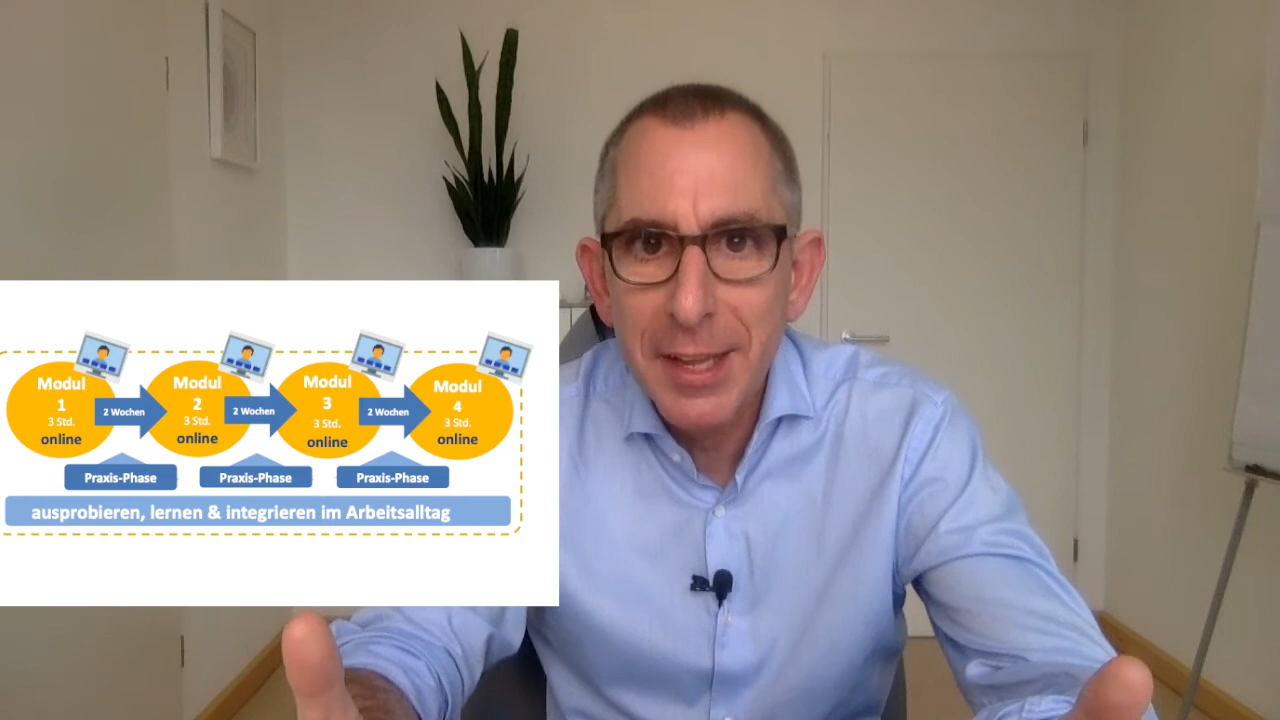 Modul
1
3 Std.
online
2 Wochen
Modul
2
3 Std.
online
2 Wochen
Modul
3
3 Std.
online
2 Wochen
Modul
4
3 Std.
online
Praxis-Phase
Praxis-Phase
Praxis-Phase
ausprobieren, lernen & integrieren im Arbeitsalltag